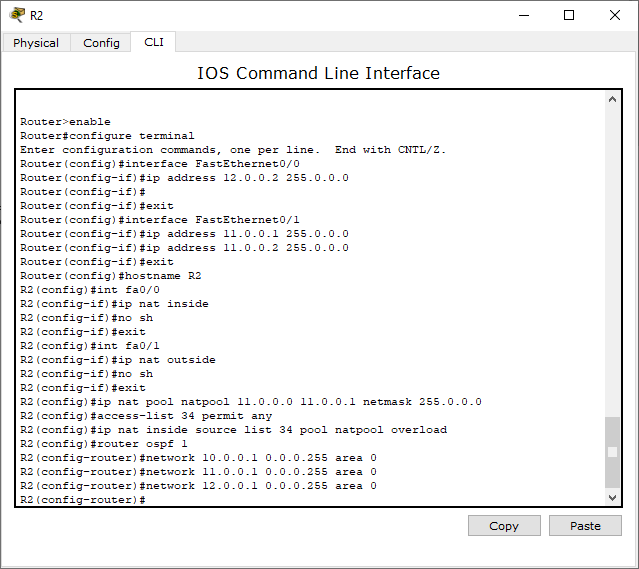 R2
Physical Config CLI
IOS Command Line Interface
Router>enable
Router#configure terminal
Enter configuration commands, one per line.  End with CNTL/Z.
Router(config)#interface FastEthernet0/0
Router(config-if)#ip address 12.0.0.2 255.0.0.0
Router(config-if)#
Router(config-if)#exit
Router(config)#interface FastEthernet0/1
Router(config-if)#ip address 11.0.0.1 255.0.0.0
Router(config-if)#ip address 11.0.0.2 255.0.0.0
Router(config-if)#exit
Router(config)#hostname R2
R2(config)#int fa0/0
R2(config-if)#ip nat inside
R2(config-if)#no sh
R2(config-if)#exit
R2(config)#int fa0/1
R2(config-if)#ip nat outside
R2(config-if)#no sh
R2(config-if)#exit
R2(config)#ip nat pool natpool 11.0.0.0 11.0.0.1 netmask 255.0.0.0
R2(config)#access-list 34 permit any
R2(config)#ip nat inside source list 34 pool natpool overload
R2(config)#router ospf 1
R2(config-router)#network 10.0.0.1 0.0.0.255 area 0
R2(config-router)#network 11.0.0.1 0.0.0.255 area 0
R2(config-router)#network 12.0.0.1 0.0.0.255 area 0
R2(config-router)#
Copy Paste